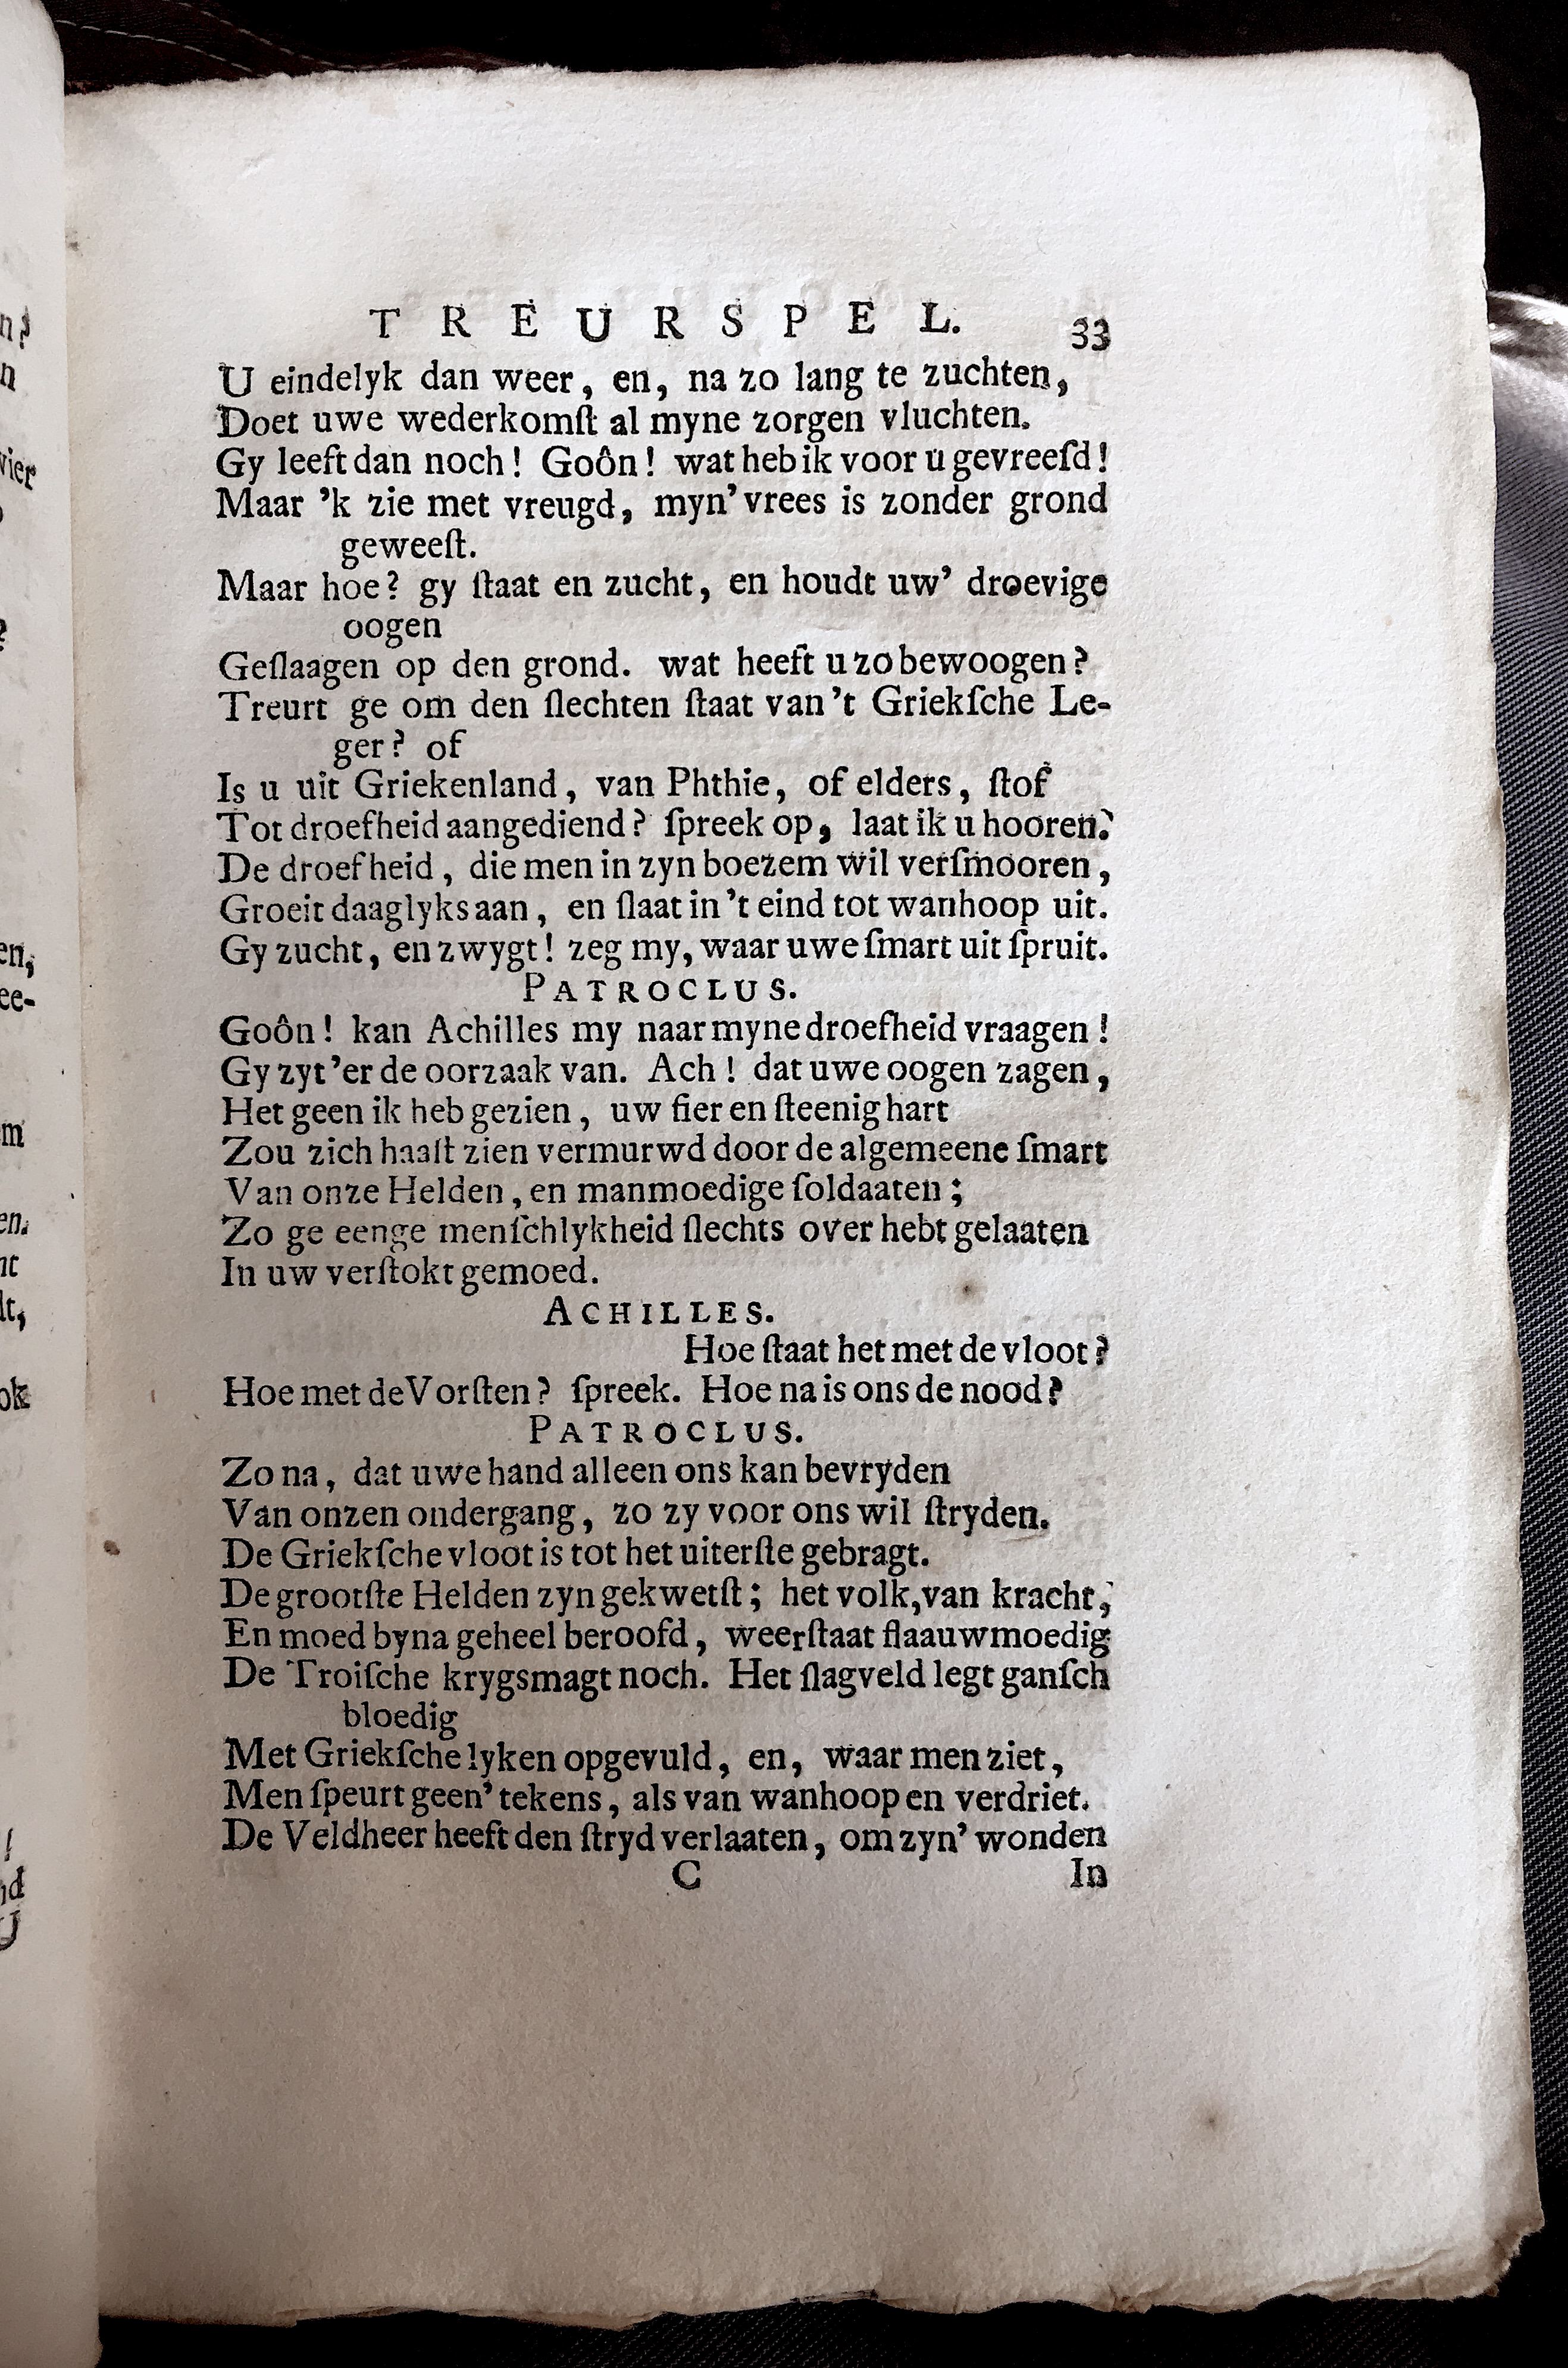 TREURSPEL. 33
U eindelyk dan weer, en, na zo lang te zuchten,
Doet uwe wederkomſt al myne zorgen vluchten.
Gy leeft dan noch! Goôn! wat heb ik voor u gevreeſd!
Maar 'k zie met vreugd, myn' vrees is zonder grond
geweeſt.
Maar hoe? gy ſtaat en zucht, en houdt uw' droevige
oogen
Geſlaagen op den grond. wat heeft u zo bewoogen?
Treurt ge om den ſlechten ſtaat van 't Griekſche Le-
ger? of
Is u uit Griekenland, van Phthie, of elders, ſtof
Tot droefheid aangediend? ſpreek op, laat ik u hooren.
De droefheid, die men in zyn boezem wil verſmooren,
Groeit daaglyks aan, en ſlaat in 't eind tot wanhoop uit.
Gy zucht, en zwygt! zeg my, waar uwe ſmart uit ſpruit.
PATROCLUS.
Goôn! kan Achilles my naar myne droefheid vraagen!
Gy zyt 'er de oorzaak van. Ach! dat uwe oogen zagen,
Het geen ik heb gezien, uw fier en ſteenig hart
Zou zich haaſt zien vermurwd door de algemeene ſmart
Van onze Helden, en manmoedige ſoldaaten;
Zo ge eenge menſchlykheid ſlechts over hebt gelaaten
In uw verſtokt gemoed.
ACHILLES.
Hoe ſtaat het met de vloot?
Hoe met de Vorſten? ſpreek. Hoe na is ons de nood?
PATROCLUS.
Zo na, dat uwe hand alleen ons kan bevryden
Van onzen ondergang, zo zy voor ons wil ſtryden.
De Griekſche vloot is tot het uiterſte gebragt.
De grootſte Helden zyn gekwetſt; het volk, van kracht,
En moed byna geheel beroofd, weerſtaat flaauwmoedig
De Troiſche krygsmagt noch. Het ſlagveld legt ganſch
bloedig
Met Griekſche lyken opgevuld, en, waar men ziet,
Men ſpeurt geen' tekens, als van wanhoop en verdriet.
De Veldheer heeft den ſtryd verlaaten, om zyn' wonden
C In